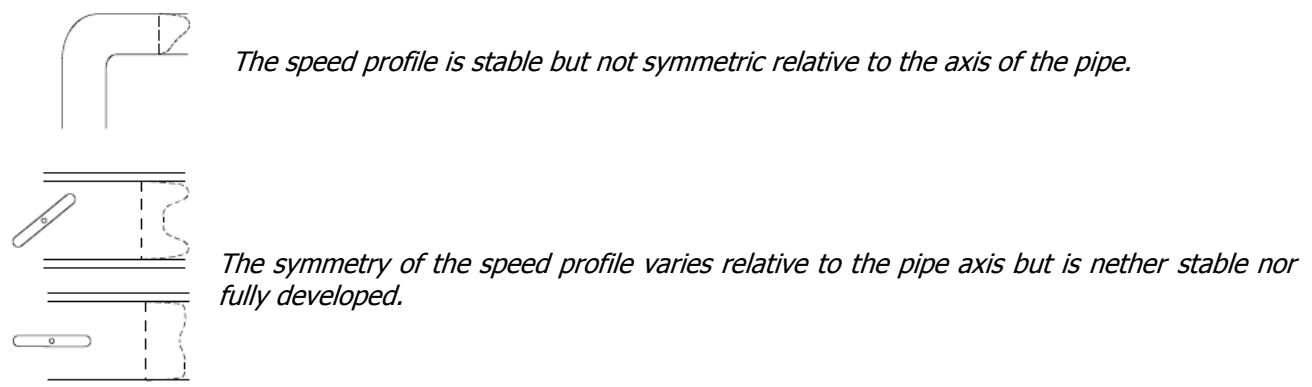 The speed profile is stable but not symmetric relative to the axis of the pipe.
The symmetry of the speed profile varies relative to the pipe axis but is nether stable nor
fully developed.